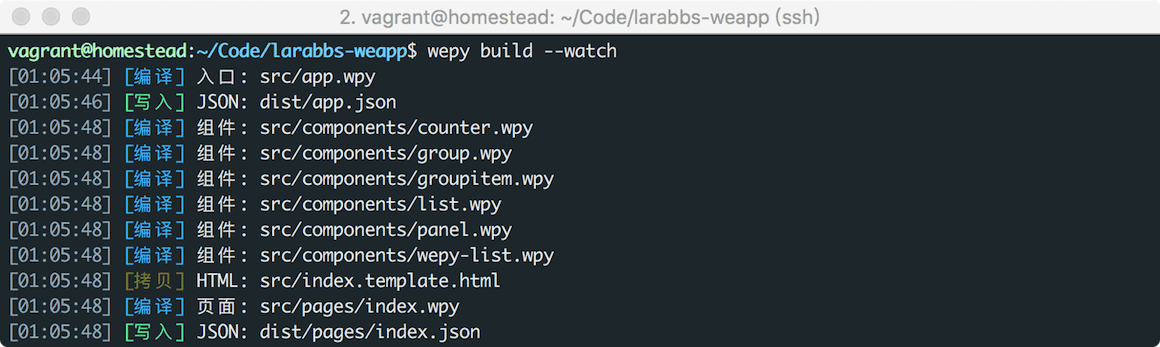 2. vagrant@homestead: ~/Code/larabbs-weapp (ssh)
vagrant@homestead:~/Code/larabbs-weapp$ wepy build --watch
[01:05:44] [编译] 入口: src/app.wpy
[01:05:46] [写入] JSON: dist/app.json
[01:05:48] [编译] 组件: src/components/counter.wpy
[01:05:48] [编译] 组件: src/components/group.wpy
[01:05:48] [编译] 组件: src/components/groupitem.wpy
[01:05:48] [编译] 组件: src/components/list.wpy
[01:05:48] [编译] 组件: src/components/panel.wpy
[01:05:48] [编译] 组件: src/components/wepy-list.wpy
[01:05:48] [拷贝] HTML: src/index.template.html
[01:05:48] [编译] 页面: src/pages/index.wpy
[01:05:48] [写入] JSON: dist/pages/index.json